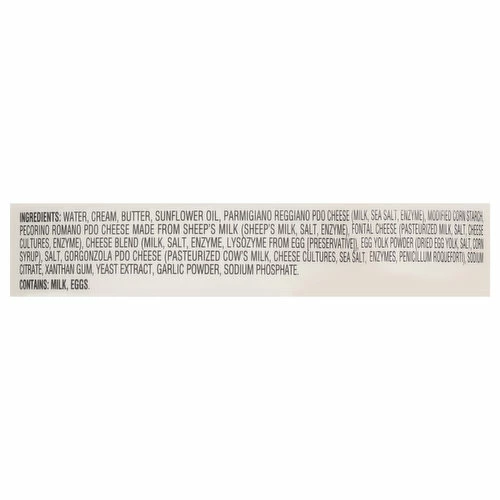 INGREDIENTS: WATER, CREAM, BUTTER, SUNFLOWER OIL, PARMIGIANO REGGIANO PDO CHEESE (MILK, SEA SALT, ENZYME), MODIFIED CORN STARCH,
PECORINO ROMANO PDO CHEESE MADE FROM SHEEP'S MILK (SHEEP'S MILK, SALT, ENZYME), FONTAL CHEESE (PASTEURIZED MILK, SALT, CHEESE
CULTURES, ENZYME), CHEESE BLEND (MILK, SALT, ENZYME, LYSOZYME FROM EGG [PRESERVATIVE]), EGG YOLK POWDER (DRIED EGG YOLK, SALT, CORN
SYRUP), SALT, GORGONZOLA PDO CHEESE (PASTEURIZED COW'S MILK, CHEESE CULTURES, SEA SALT, ENZYMES, PENICILLUM ROQUEFORTI), SODIUM
CITRATE, XANTHAN GUM, YEAST EXTRACT, GARLIC POWDER, SODIUM PHOSPHATE.
CONTAINS: MILK, EGGS.